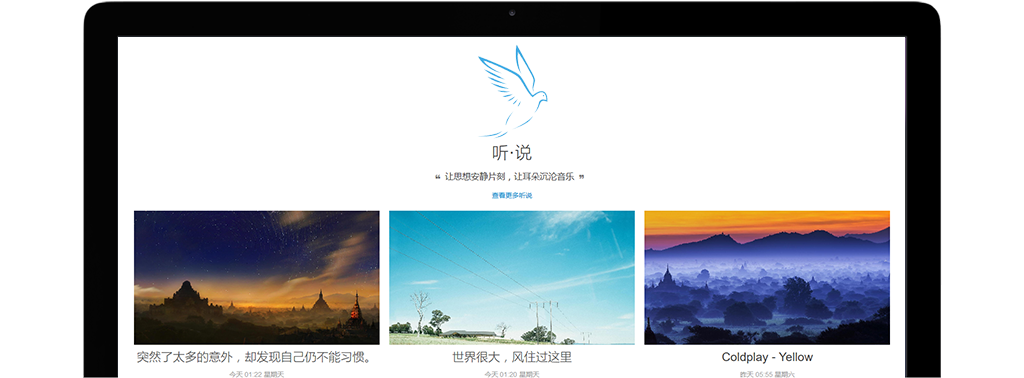 听·说
❝ 让思想安静片刻，让耳朵沉沦音乐 ❞
查看更多听说
突然了太多的意外，却发现自己仍不能习惯。
今天 01:22 星期天
世界很大，风住过这里
今天 01:20 星期天
Coldplay - Yellow
昨天 05:55 星期六